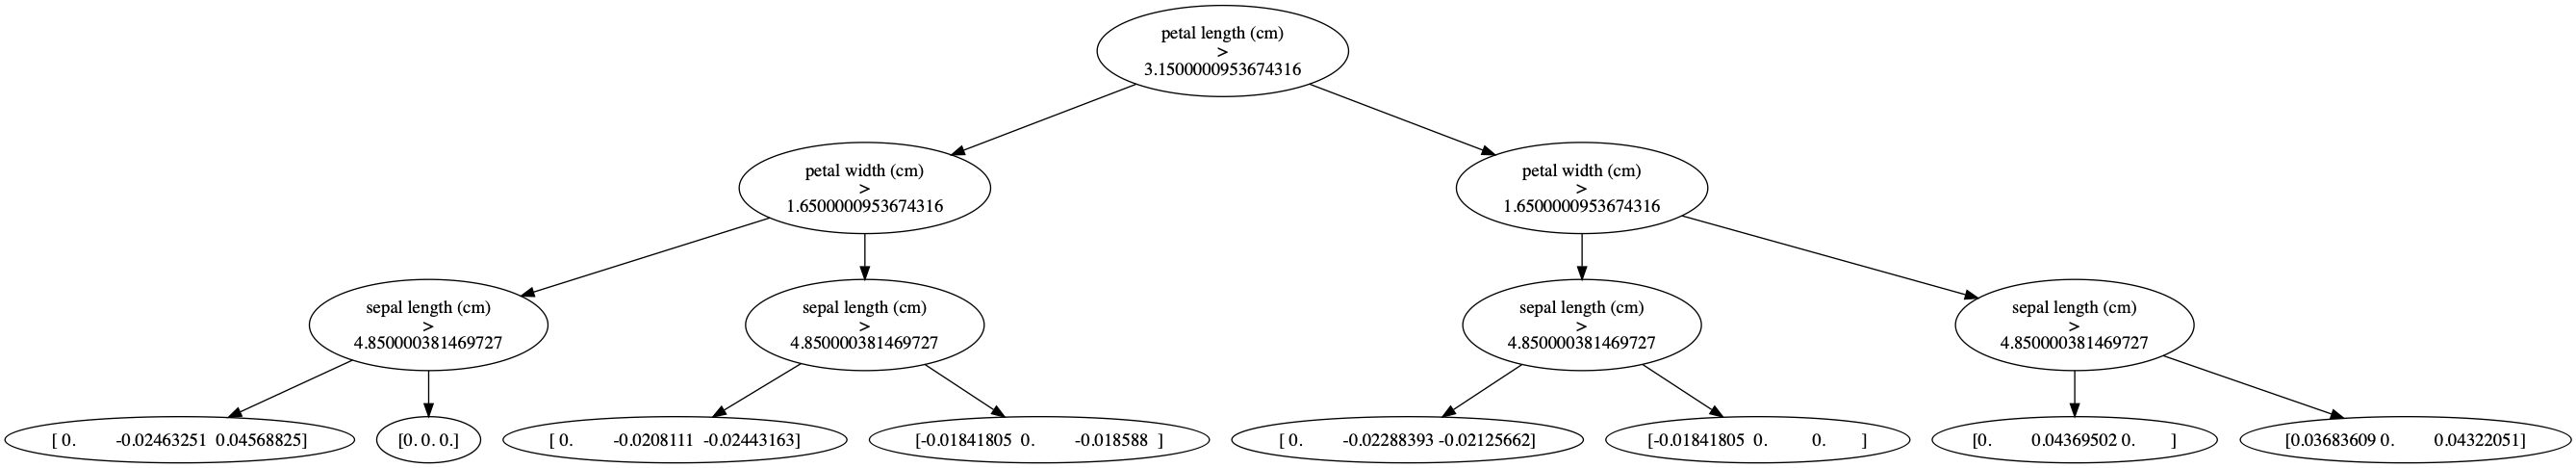 petal length (cm)
>
3.1500000953674316
petal width (cm)
>
1.6500000953674316
petal width (cm)
>
1.6500000953674316
sepal length (cm)
>
4.850000381469727
sepal length (cm)
>
4.850000381469727
sepal length (cm)
>
4.850000381469727
sepal length (cm)
>
4.850000381469727
[ 0.         -0.02463251  0.04568825]
[0. 0. 0.]
[ 0.         -0.0208111  -0.02443163]
[-0.01841805  0.         -0.018588  ]
[ 0.         -0.02288393 -0.02125662]
[-0.01841805  0.          0.        ]
[0.         0.04369502 0.        ]
[0.03683609 0.         0.04322051]